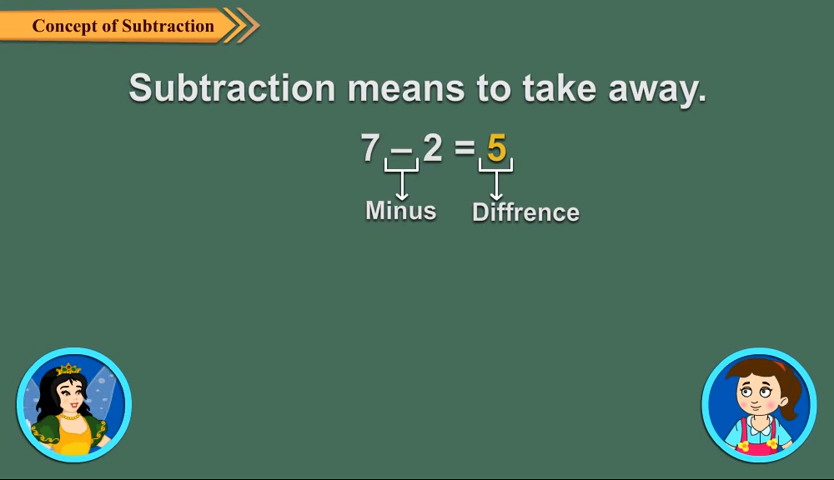 Concept of Subtraction
Subtraction means to take away.
7 – 2 = 5
Minus Diffrence